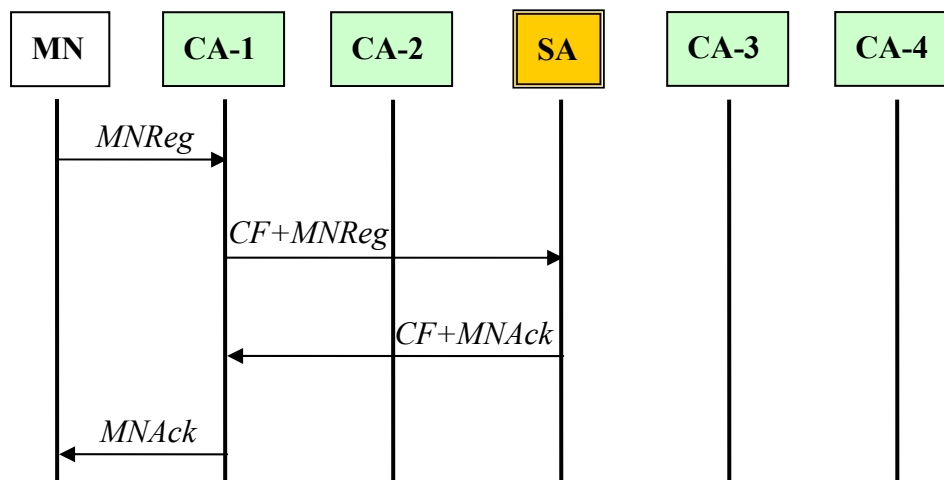 MN CA-1 CA-2 SA CA-3 CA-4
MNReg
CF+MNReg
CF+MNAck
MNAck